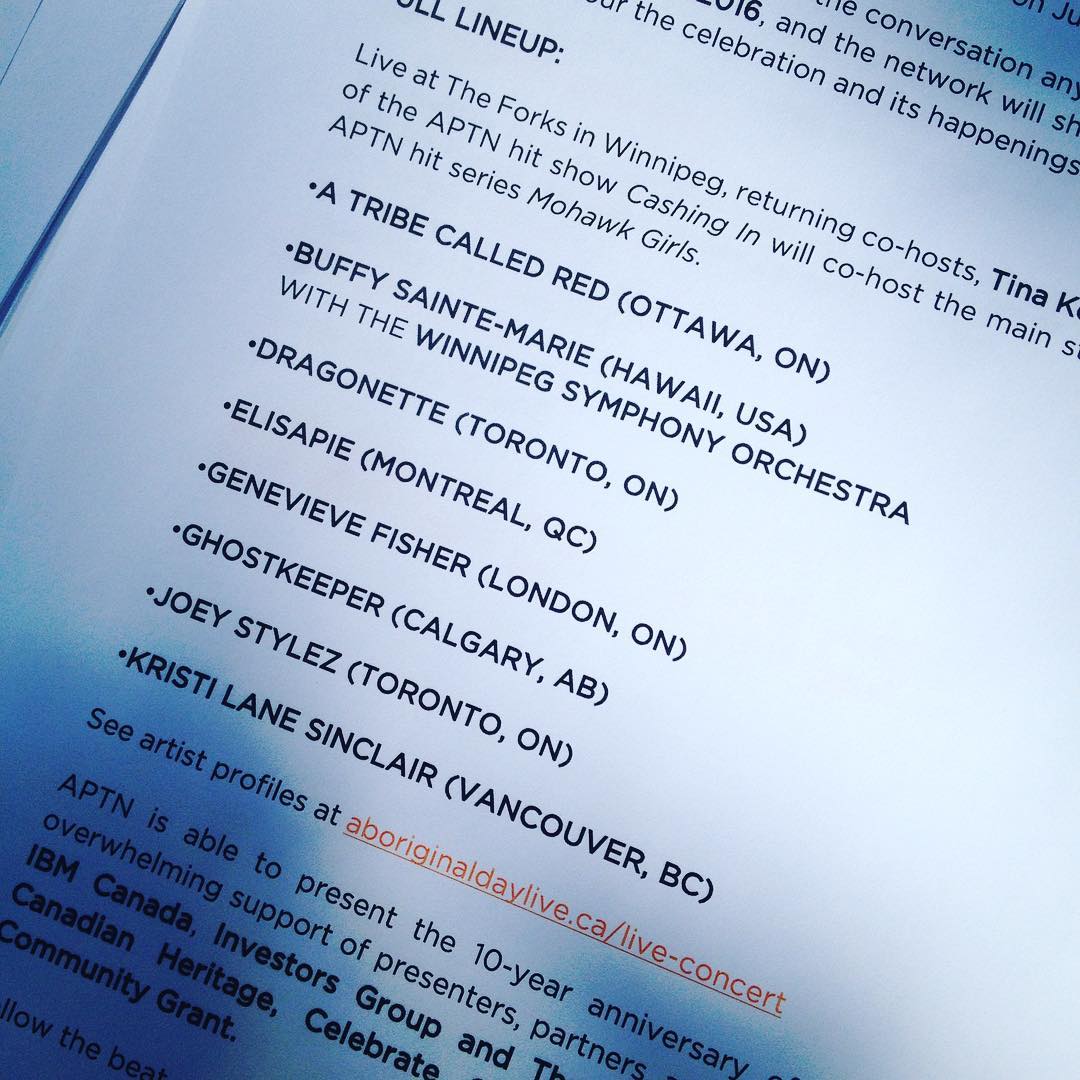 on Ju
2016, and the conversation any
our the celebration and the network will sh
and its happenings
LL LINEUP:
Live at The Forks in Winnipeg, returning co-hosts, Tina
of the APTN hit show Cashing In will co-host the main
APTN hit series Mohawk Girls.
•A TRIBE CALLED RED (OTTAWA, ON)
•BUFFY SAINTE-MARIE (HAWAII, USA)
WITH THE WINNIPEG SYMPHONY ORCHESTRA
•DRAGONETTE (TORONTO, ON)
•ELISAPIE (MONTREAL, QC)
•GENEVIEVE FISHER (LONDON, ON)
•GHOSTKEEPER (CALGARY, AB)
•JOEY STYLEZ (TORONTO, ON)
•KRISTI LANE SINCLAIR (VANCOUVER, BC)
See artist profiles at aboriginaldaylive.ca/live-concert
APTN is able to present the 10-year anniversary
overwhelming support of presenters, partners
IBM Canada, Investors Group and Th
Canadian Heritage, Celebrate
Community Grant.
llow the beat